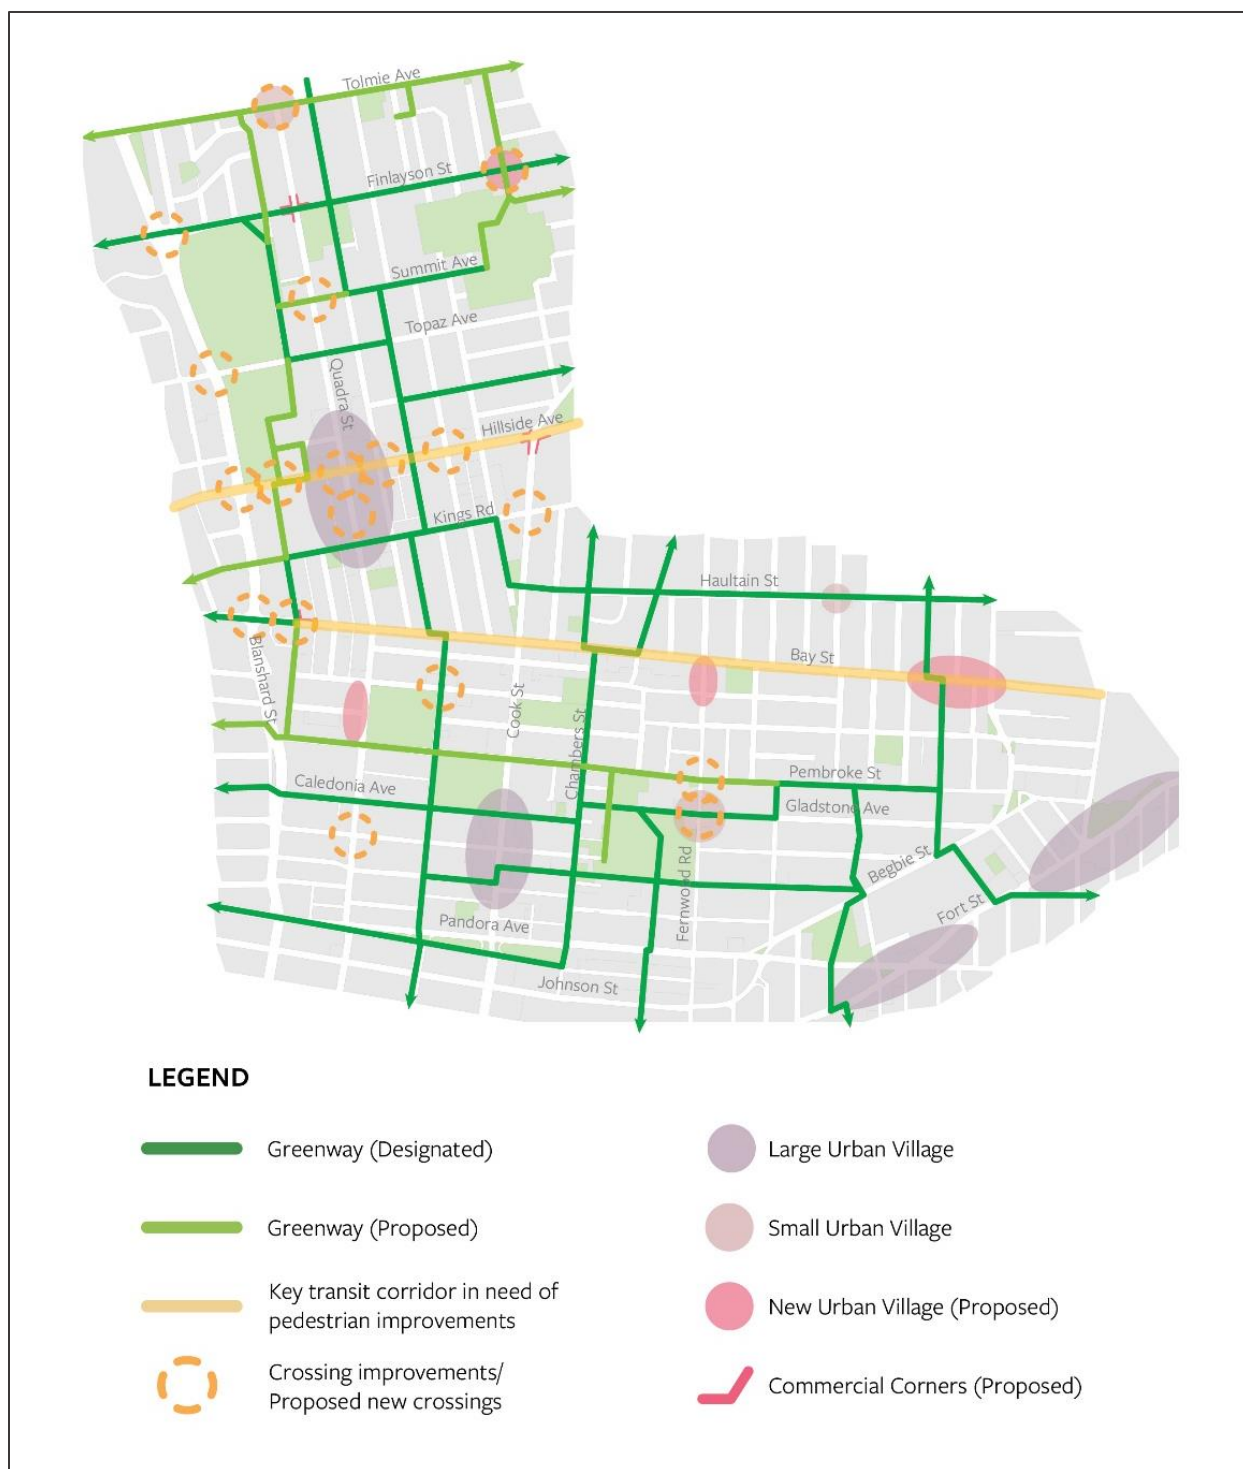 Tolmie Ave
Finlayson St
Summit Ave
Topaz Ave
Quadra St
Hillside Ave
Kings Rd
Haultain St
Bay St
Blanshard St
Cook St
Chambers St
Pembroke St
Caledonia Ave
Gladstone Ave
Begbie St
Fernwood Rd
Fort St
Pandora Ave
Johnson St
LEGEND
Greenway (Designated)
Greenway (Proposed)
Key transit corridor in need of
pedestrian improvements
Crossing improvements/
Proposed new crossings
Large Urban Village
Small Urban Village
New Urban Village (Proposed)
Commercial Corners (Proposed)